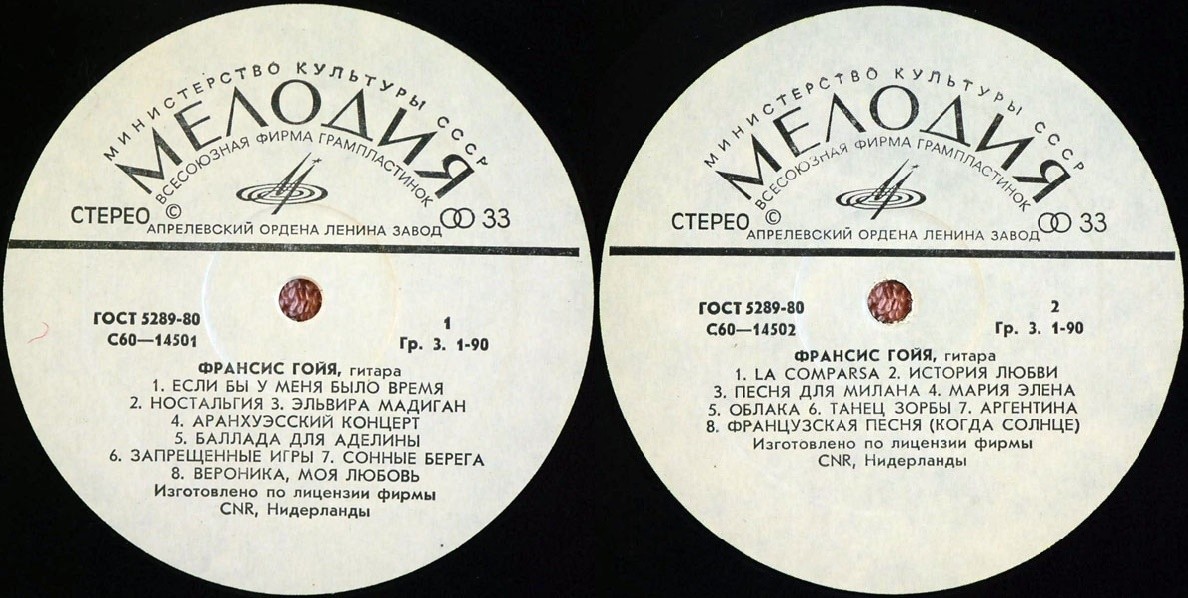 МИНИСТЕРСТВО КУЛЬТУРЫ СССР
МЕЛОДИЯ
ВСЕСОЮЗНАЯ ФИРМА ГРАМПЛАСТИНОК
СТЕРЕО © 33
АПРЕЛЕВСКИЙ ОРДЕНА ЛЕНИНА ЗАВОД
ГОСТ 5289-80
С60—14501
1
Гр. 3. 1-90
ФРАНСИС ГОЙЯ, гитара
1. ЕСЛИ БЫ У МЕНЯ БЫЛО ВРЕМЯ
2. НОСТАЛЬГИЯ 3. ЭЛЬВИРА МАДИГАН
4. АРАНХУЭССКИЙ КОНЦЕРТ
5. БАЛЛАДА ДЛЯ АДЕЛИНЫ
6. ЗАПРЕЩЕННЫЕ ИГРЫ 7. СОННЫЕ БЕРЕГА
8. ВЕРОНИКА, МОЯ ЛЮБОВЬ
Изготовлено по лицензии фирмы
CNR, Нидерланды
МИНИСТЕРСТВО КУЛЬТУРЫ СССР
МЕЛОДИЯ
ВСЕСОЮЗНАЯ ФИРМА ГРАМПЛАСТИНОК
СТЕРЕО © 33
АПРЕЛЕВСКИЙ ОРДЕНА ЛЕНИНА ЗАВОД
ГОСТ 5289-80
С60—14502
2
Гр. 3. 1-90
ФРАНСИС ГОЙЯ, гитара
1. LA COMPARSA 2. ИСТОРИЯ ЛЮБВИ
3. ПЕСНЯ ДЛЯ МИЛАНА 4. МАРИЯ ЭЛЕНА
5. ОБЛАКА 6. ТАНЕЦ ЗОРБЫ 7. АРГЕНТИНА
8. ФРАНЦУЗСКАЯ ПЕСНЯ (КОГДА СОЛНЦЕ)
Изготовлено по лицензии фирмы
CNR, Нидерланды